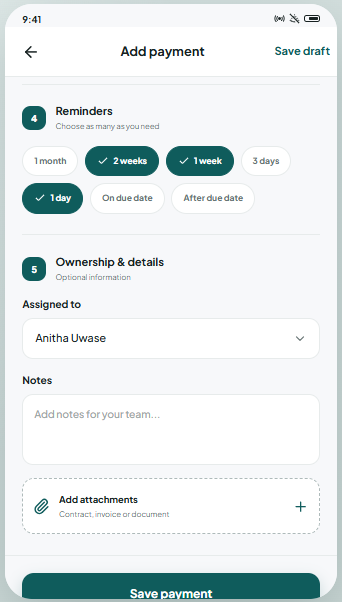 9:41
Add payment
Save draft
4
Reminders
Choose as many as you need
1 month
2 weeks
1 week
3 days
1 day
On due date
After due date
5
Ownership & details
Optional information
Assigned to
Anitha Uwase
Notes
Add notes for your team...
Add attachments
Contract, invoice or document
Save payment